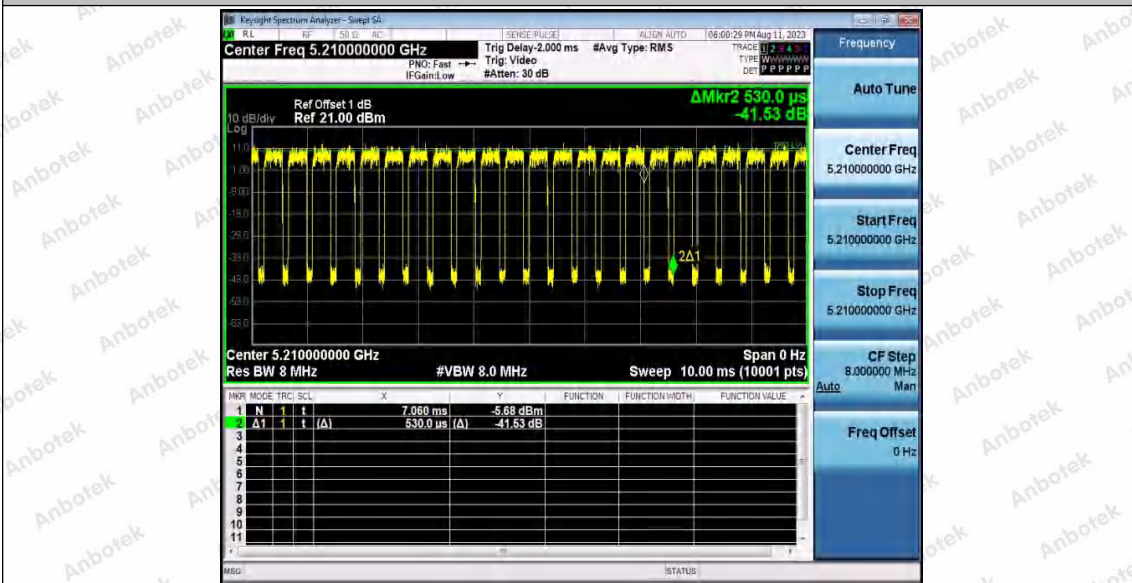 Keysight Spectrum Analyzer - Swept SA
RL RF 50 Ω AC SENSE:PULSE ALIGN AUTO 06:00:29 PM Aug 11, 2023
Center Freq 5.210000000 GHz
PNO: Fast
IFGain:Low
Trig Delay-2.000 ms
Trig: Video
#Atten: 30 dB
#Avg Type: RMS
TRACE 1 2 3 4 5 6
TYPE WWWWWW
DET P P P P P P
ΔMkr2 530.0 µs
-41.53 dB
Ref Offset 1 dB
10 dB/div Ref 21.00 dBm
Log
11.0
1.00
-9.00
-19.0
-29.0
-39.0
-49.0
-59.0
-69.0
2Δ1
Center 5.210000000 GHz Span 0 Hz
Res BW 8 MHz #VBW 8.0 MHz Sweep 10.00 ms (10001 pts)
MKR MODE TRC SCL X Y FUNCTION FUNCTION WIDTH FUNCTION VALUE
1 N 1 t 7.060 ms -5.68 dBm
2 Δ1 1 t (Δ) 530.0 µs (Δ) -41.53 dB
3
4
5
6
7
8
9
10
11
MSG STATUS
Frequency
Auto Tune
Center Freq
5.210000000 GHz
Start Freq
5.210000000 GHz
Stop Freq
5.210000000 GHz
CF Step
8.000000 MHz
Auto Man
Freq Offset
0 Hz
Anbotek